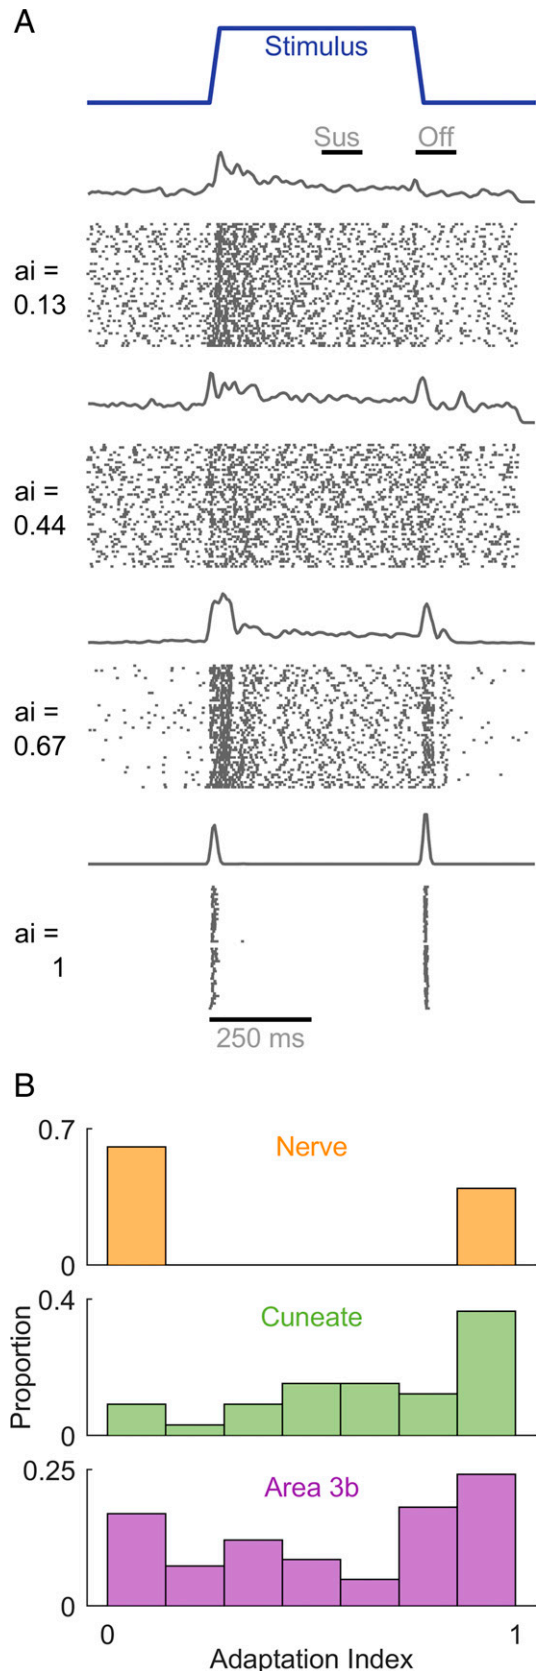 A
Stimulus
Sus Off
ai =
0.13
ai =
0.44
ai =
0.67
ai =
1
250 ms
B
0.7
Nerve
0
0.4
Cuneate
Proportion
0
0.25
Area 3b
0
0 1
Adaptation Index